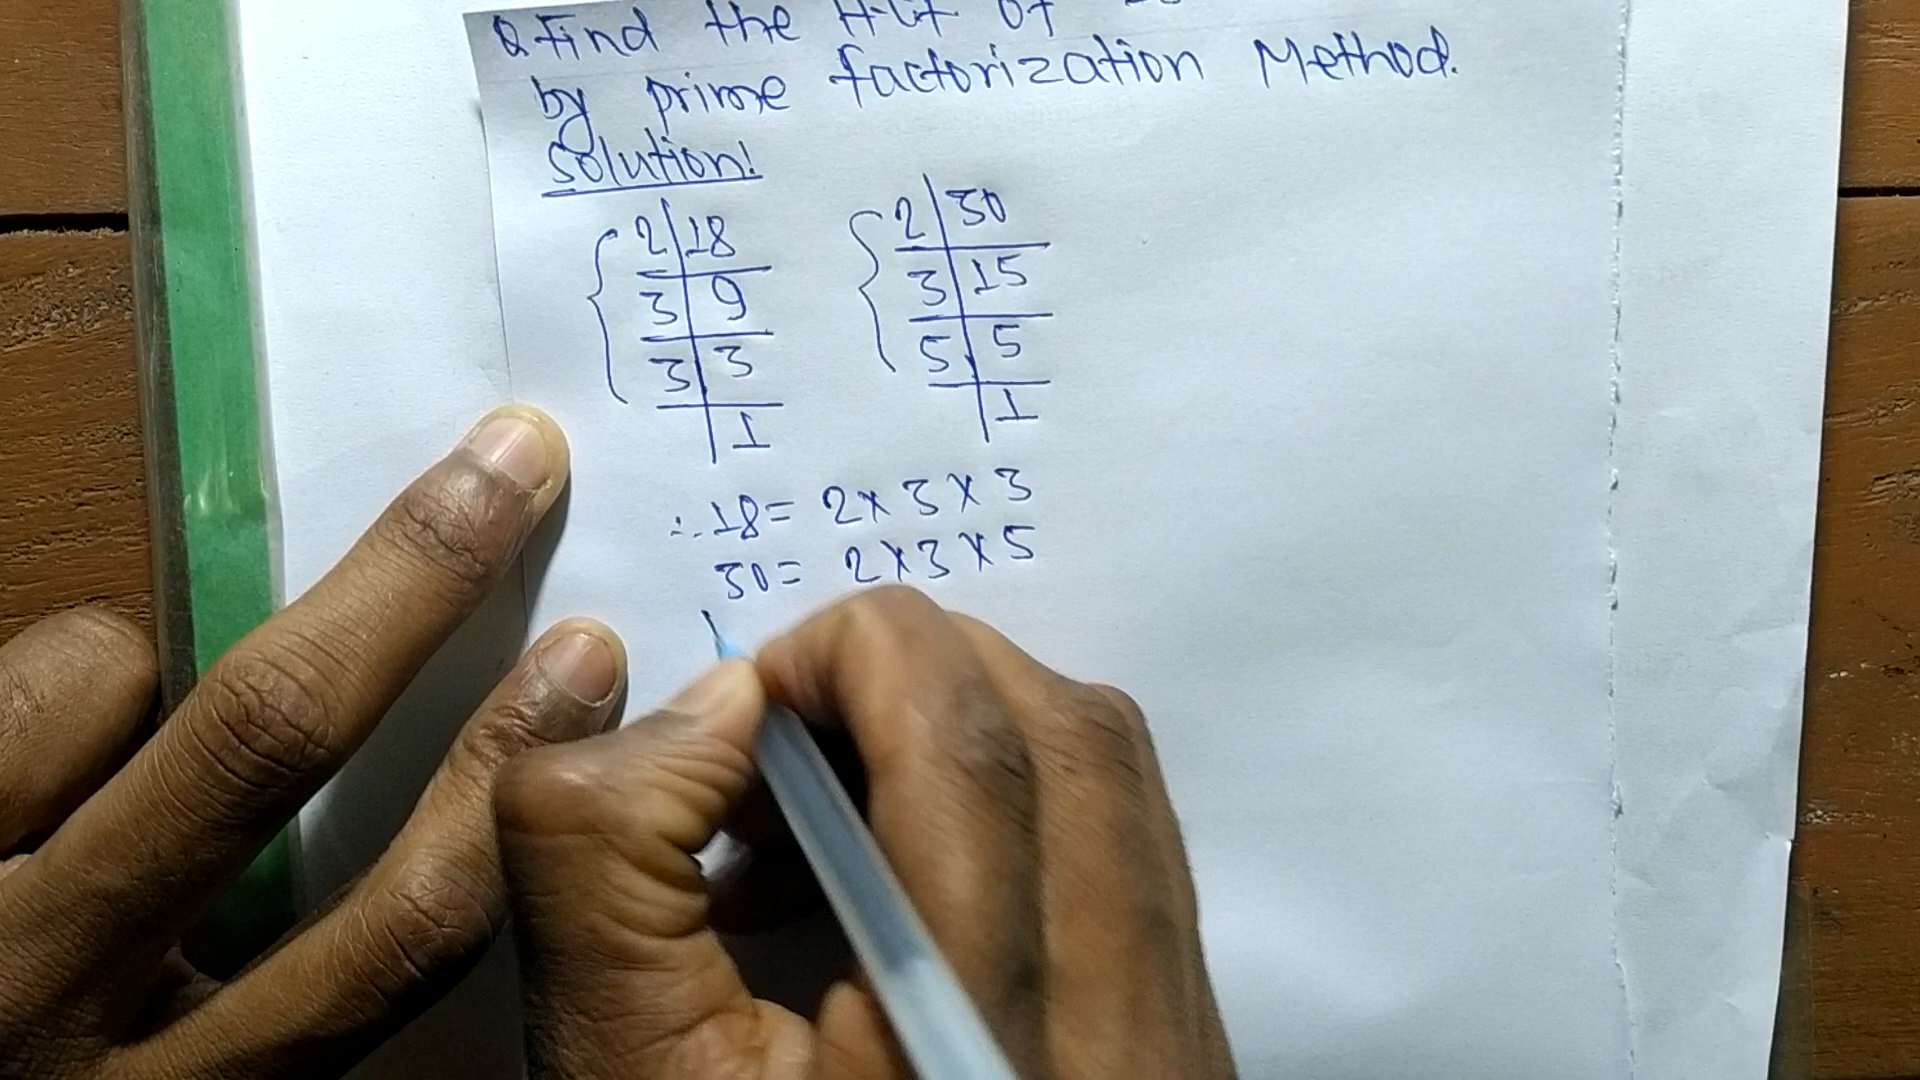 Q Find the H.C.F of
by prime factorization Method.
Solution!
2 18 2 30
3 9 3 15
3 3 5 5
1 1
∴ 18 = 2 × 3 × 3
30 = 2 × 3 × 5